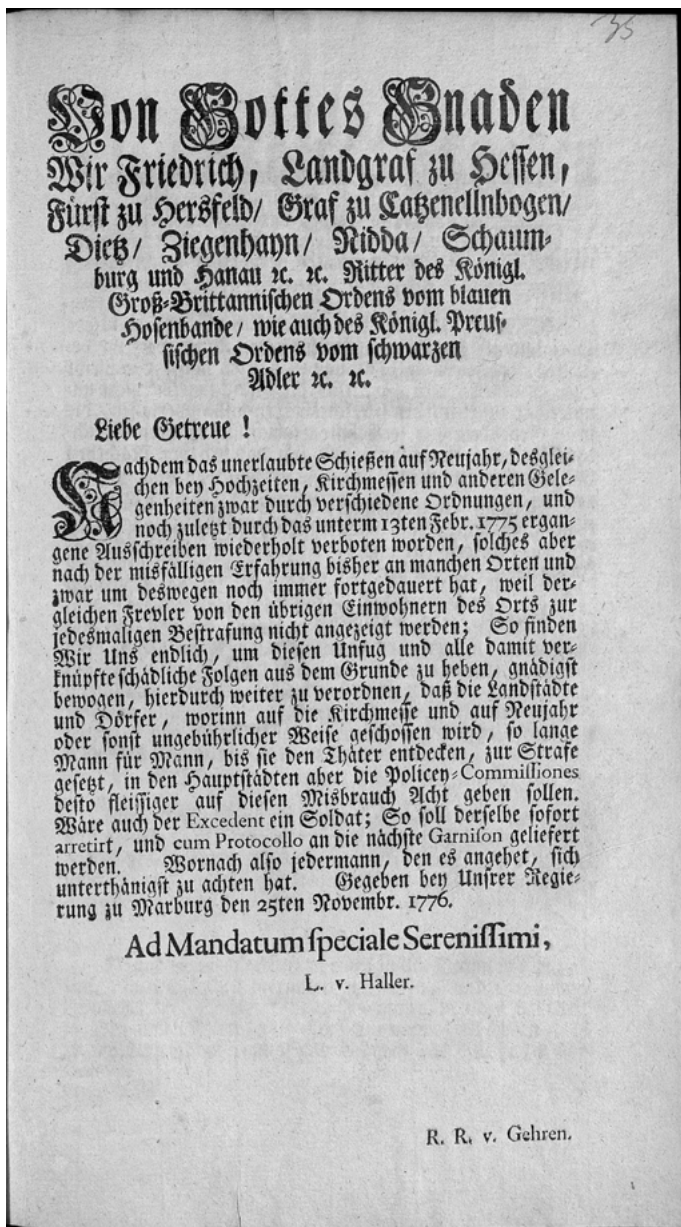 35
Von Gottes Gnaden
Wir Friedrich, Landgraf zu Hessen,
Fürst zu Hersfeld/ Graf zu Catzenellnbogen/
Dietz/ Ziegenhayn/ Nidda/ Schaum-
burg und Hanau ꝛc. ꝛc. Ritter des Königl.
Groß-Brittannischen Ordens vom blauen
Hosenbande/ wie auch des Königl. Preus-
sischen Ordens vom schwarzen
Adler ꝛc. ꝛc.
Liebe Getreue !
Nachdem das unerlaubte Schießen auf Neujahr, desglei-
chen bey Hochzeiten, Kirchmessen und anderen Gele-
genheiten zwar durch verschiedene Ordnungen, und
noch zuletzt durch das unterm 13ten Febr. 1775 ergan-
gene Ausschreiben wiederholt verboten worden, solches aber
nach der misfälligen Erfahrung bisher an manchen Orten und
zwar um deswegen noch immer fortgedauert hat, weil der-
gleichen Frevler von den übrigen Einwohnern des Orts zur
jedesmaligen Bestrafung nicht angezeigt werden; So finden
Wir Uns endlich, um diesen Unfug und alle damit ver-
knüpfte schädliche Folgen aus dem Grunde zu heben, gnädigst
bewogen, hierdurch weiter zu verordnen, daß die Landstädte
und Dörfer, worinn auf die Kirchmesse und auf Neujahr
oder sonst ungebührlicher Weise geschossen wird, so lange
Mann für Mann, bis sie den Thäter entdecken, zur Strafe
gesetzt, in den Hauptstädten aber die Policey-Commissiones
desto fleissiger auf diesen Misbrauch Acht geben sollen.
Wäre auch der Excedent ein Soldat; So soll derselbe sofort
arretirt, und cum Protocollo an die nächste Garnison geliefert
werden. Wornach also jedermann, den es angehet, sich
unterthänigst zu achten hat. Gegeben bey Unsrer Regie-
rung zu Marburg den 25ten Novembr. 1776.
Ad Mandatum speciale Serenissimi,
L. v. Haller.
R. R. v. Gehren.